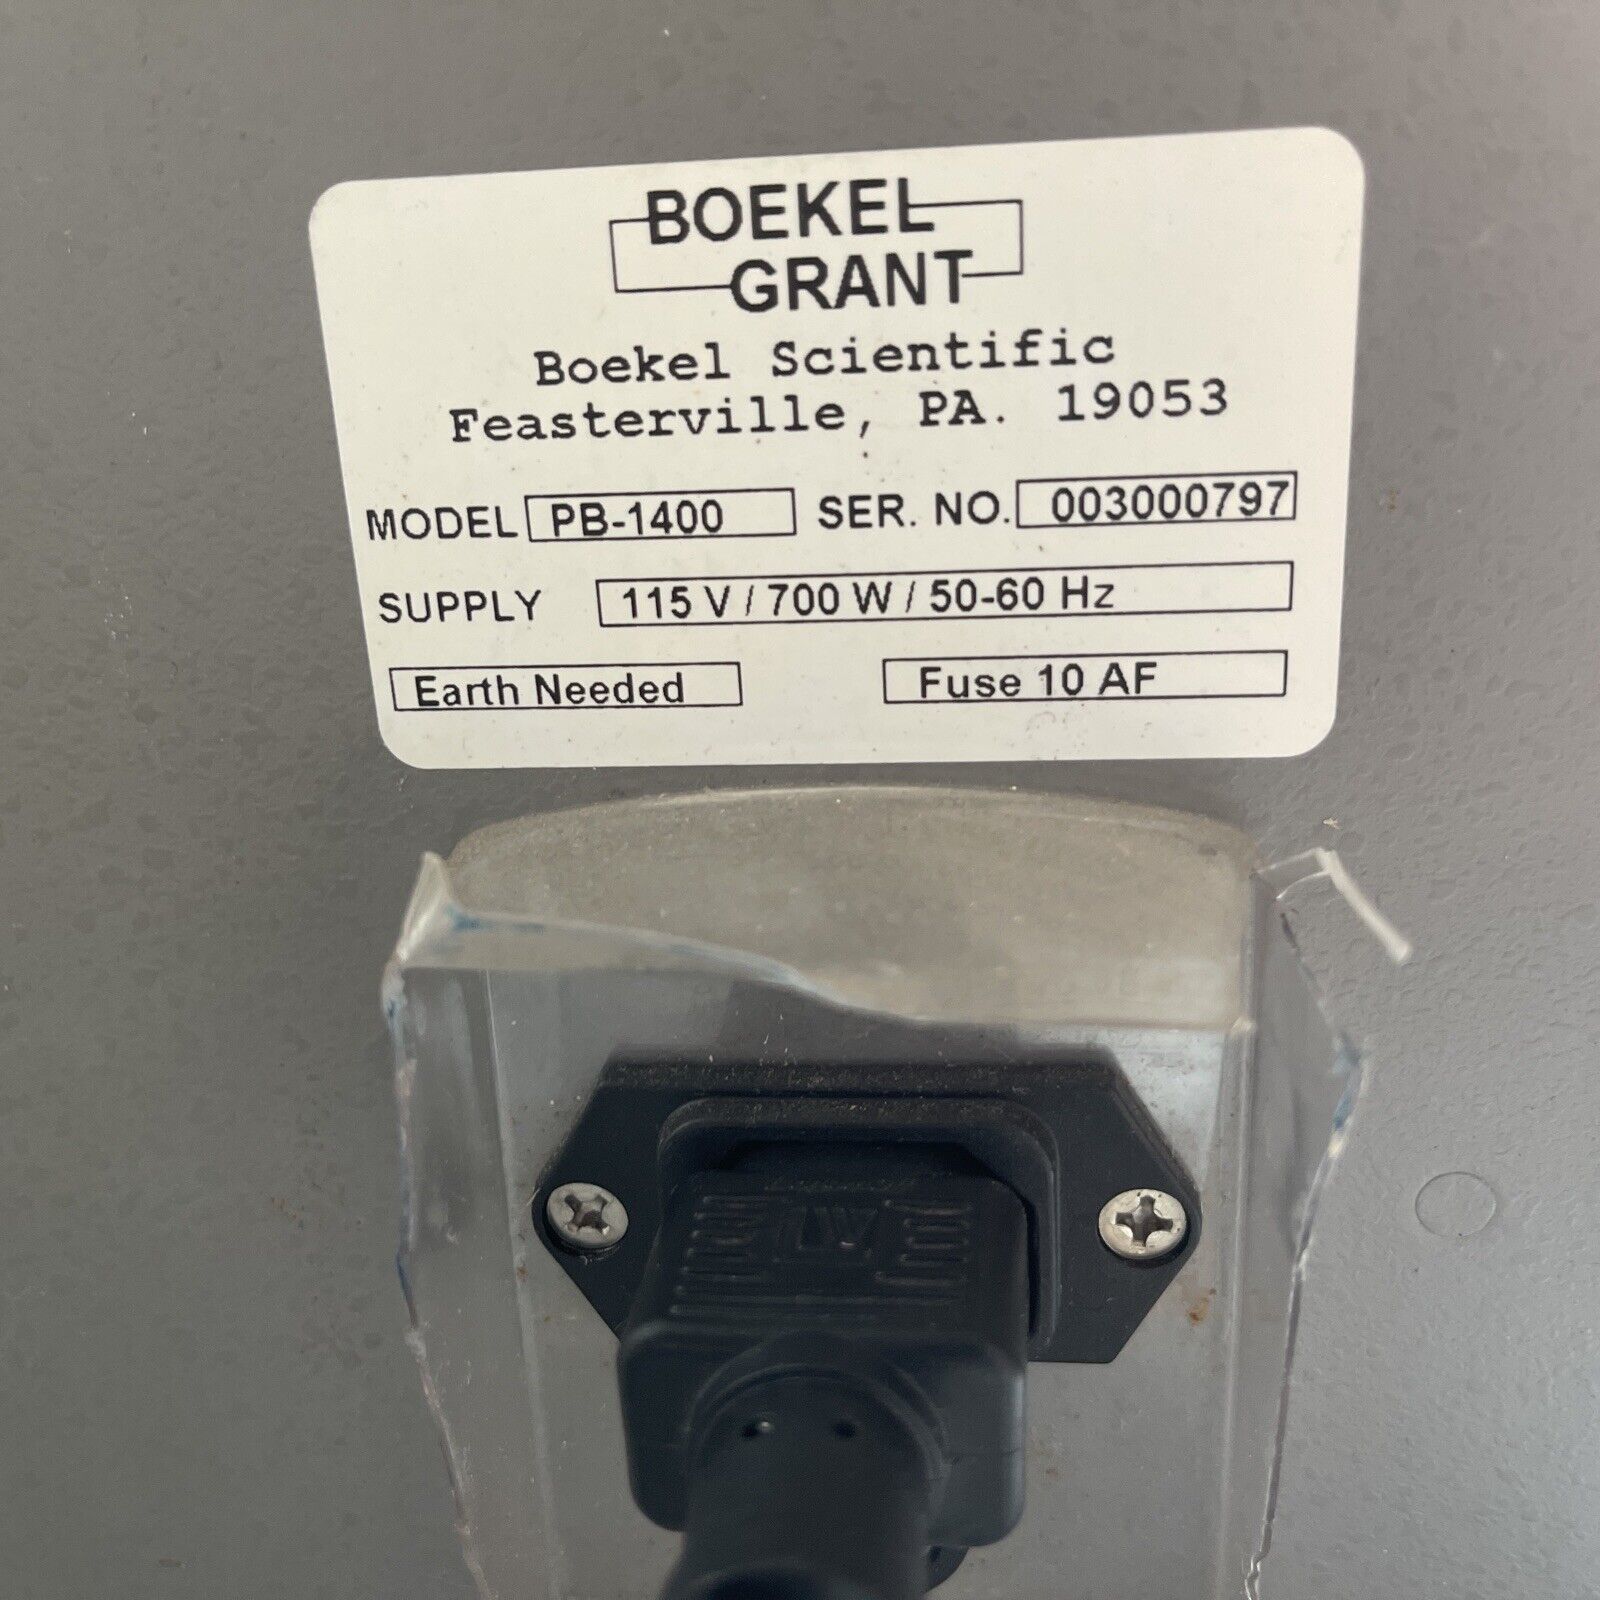 BOEKEL
GRANT
Boekel Scientific
Feasterville, PA. 19053
MODEL PB-1400 SER. NO. 003000797
SUPPLY 115 V / 700 W / 50-60 Hz
Earth Needed Fuse 10 AF